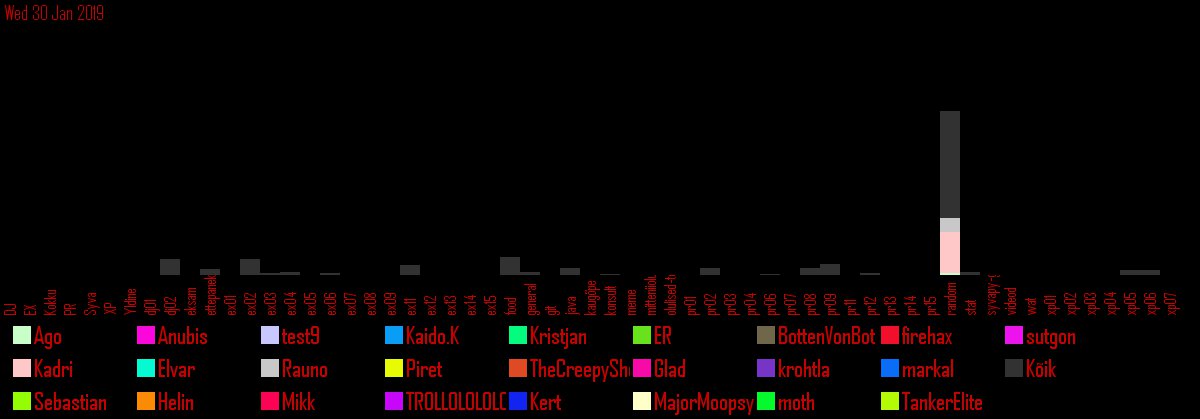 Wed 30 Jan 2019
DJ EX Kokku PR Syva XP Yldine dj01 dj02 eksam ettepanek ex01 ex02 ex03 ex04 ex05 ex06 ex07 ex08 ex09 ex11 ex12 ex13 ex14 ex15 food general git java kaugõpe konsult meme mitteniloli olulised-h pr01 pr02 pr03 pr04 pr06 pr07 pr08 pr09 pr11 pr12 pr13 pr14 pr15 random stat syvapy-t videod wat xp01 xp02 xp03 xp04 xp05 xp06 xp07
Ago Anubis test9 Kaido.K Kristjan ER BottenVonBot firehax sutgon
Kadri Elvar Rauno Piret TheCreepySh Glad krohtla markal Kõik
Sebastian Helin Mikk TROLLOLOLOLO Kert MajorMoopsy moth TankerElite